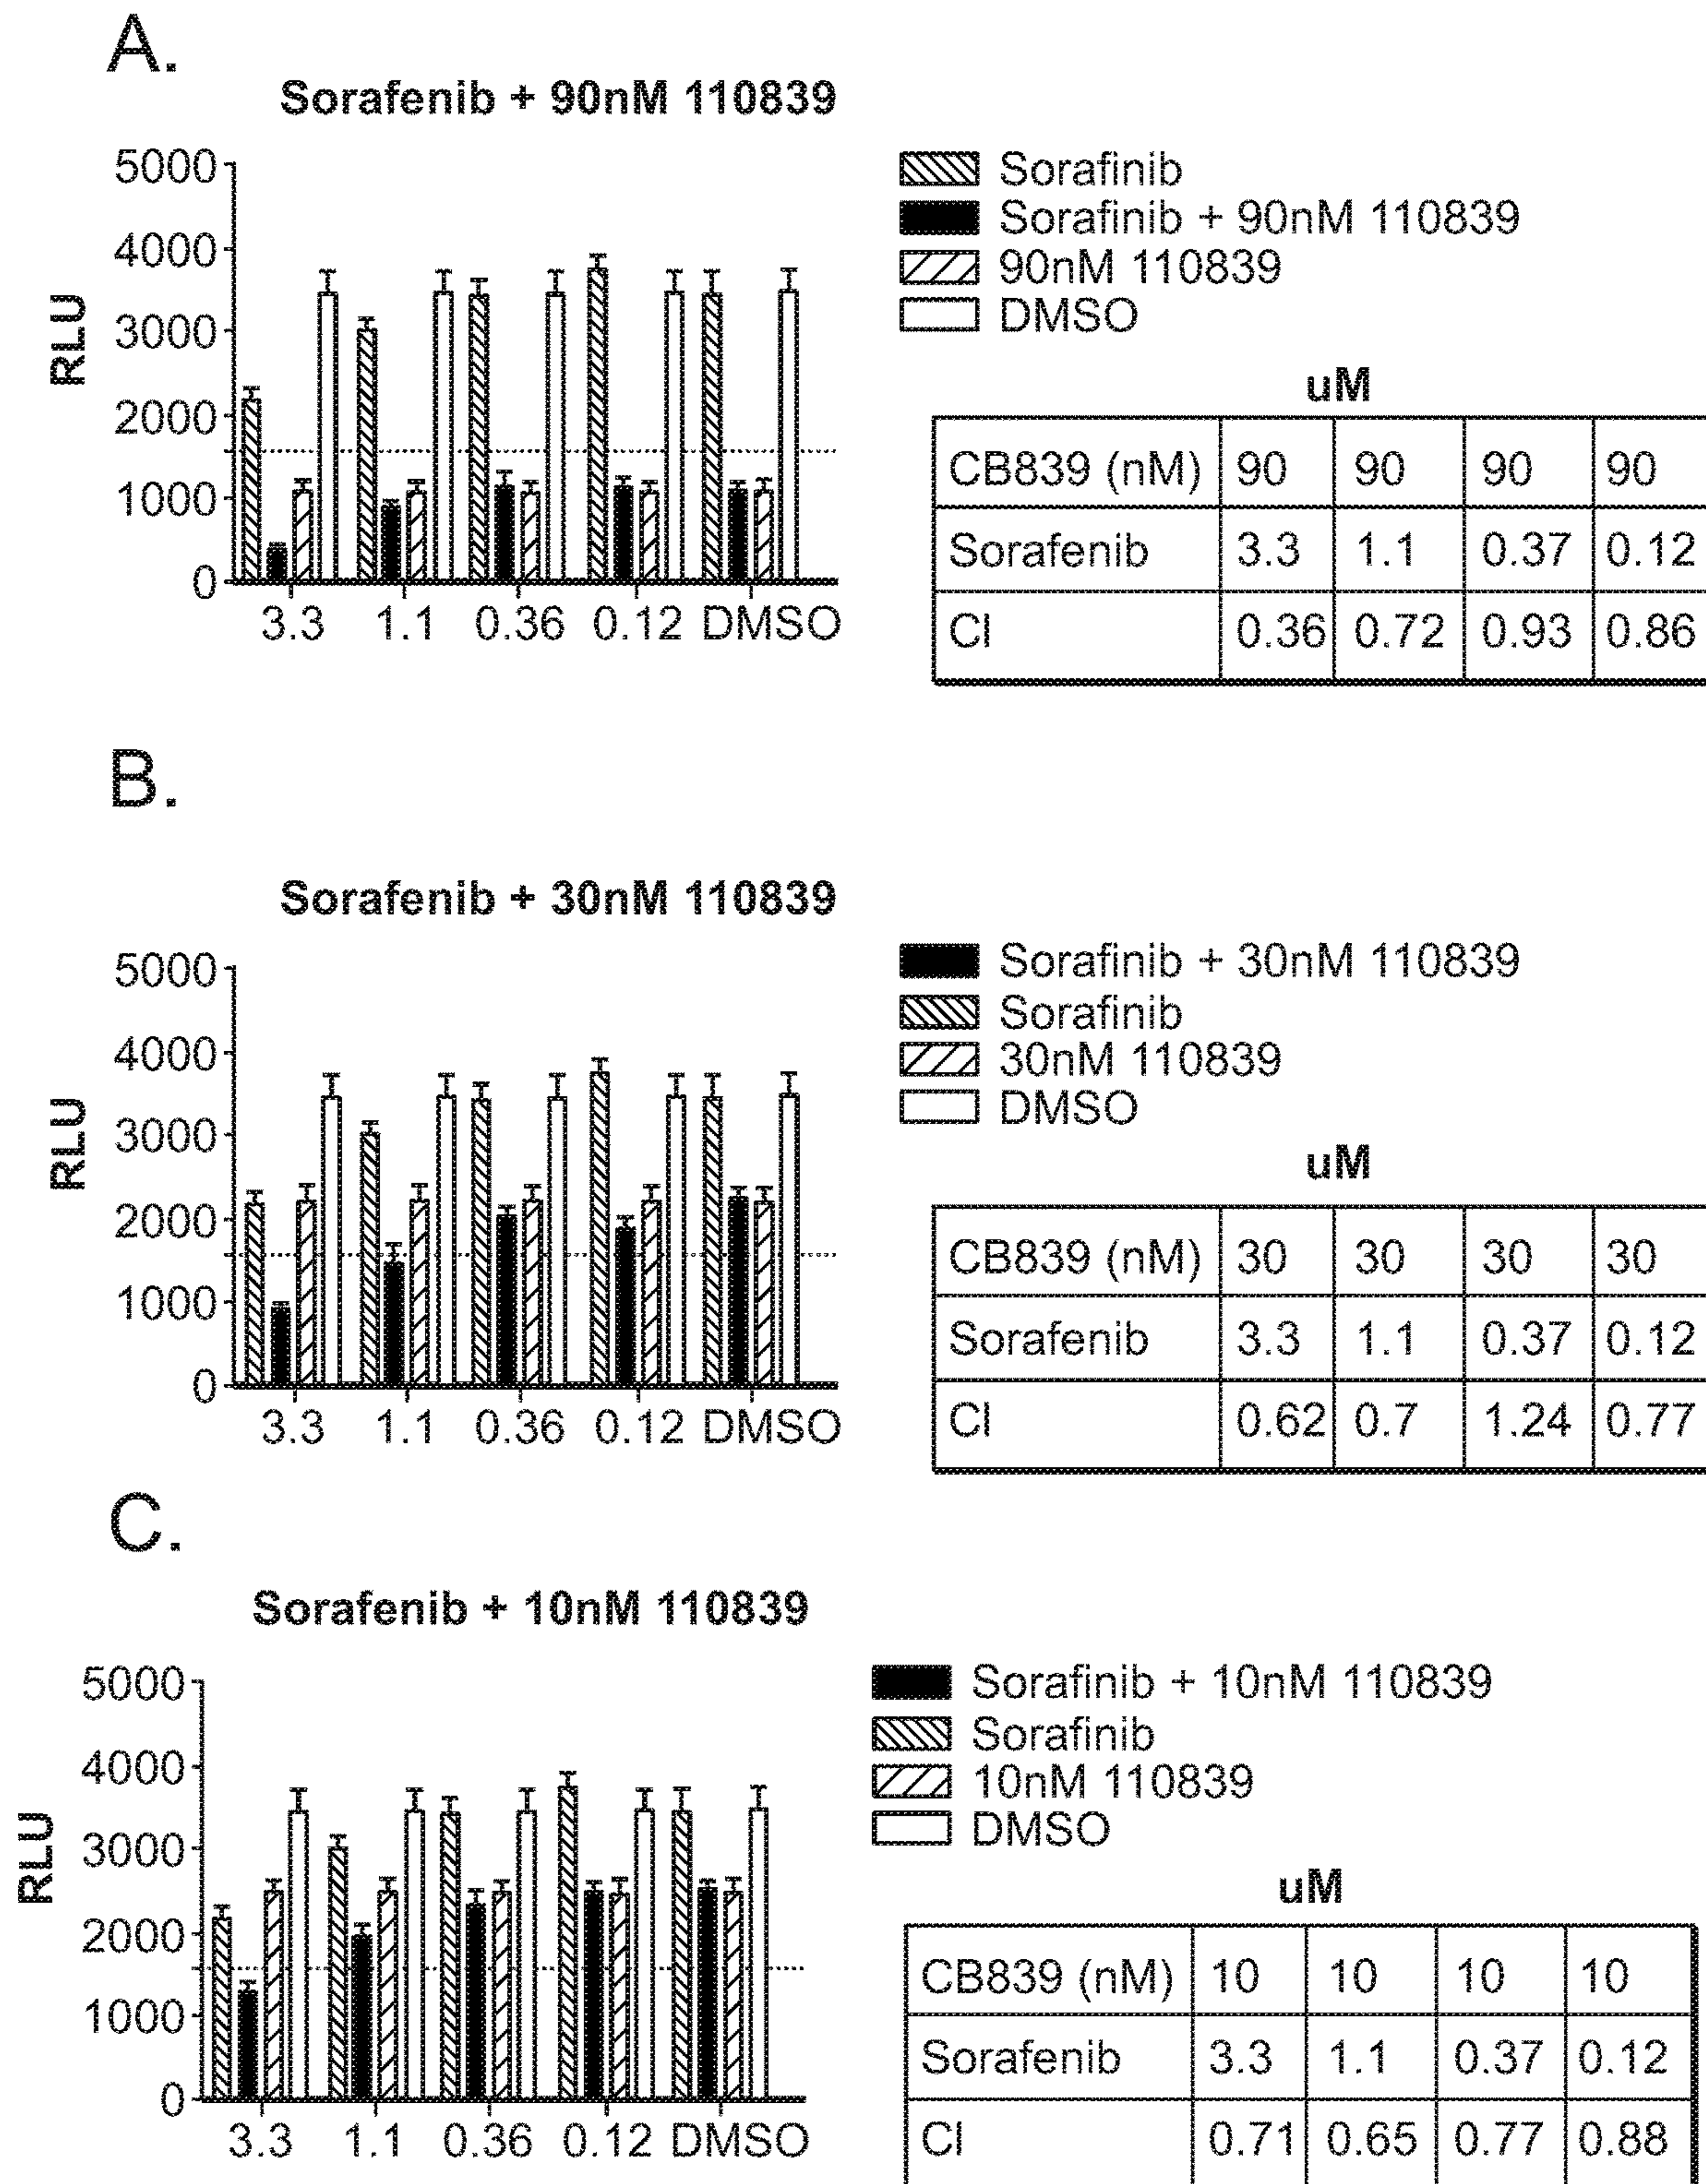 A.
Sorafenib + 90nM 110839
RLU
5000
4000
3000
2000
1000
0
3.3 1.1 0.36 0.12 DMSO
Sorafinib
Sorafinib + 90nM 110839
90nM 110839
DMSO
uM
CB839 (nM) 90 90 90 90
Sorafenib 3.3 1.1 0.37 0.12
CI 0.36 0.72 0.93 0.86
B.
Sorafenib + 30nM 110839
RLU
5000
4000
3000
2000
1000
0
3.3 1.1 0.36 0.12 DMSO
Sorafinib + 30nM 110839
Sorafinib
30nM 110839
DMSO
uM
CB839 (nM) 30 30 30 30
Sorafenib 3.3 1.1 0.37 0.12
CI 0.62 0.7 1.24 0.77
C.
Sorafenib + 10nM 110839
RLU
5000
4000
3000
2000
1000
0
3.3 1.1 0.36 0.12 DMSO
Sorafinib + 10nM 110839
Sorafinib
10nM 110839
DMSO
uM
CB839 (nM) 10 10 10 10
Sorafenib 3.3 1.1 0.37 0.12
CI 0.71 0.65 0.77 0.88